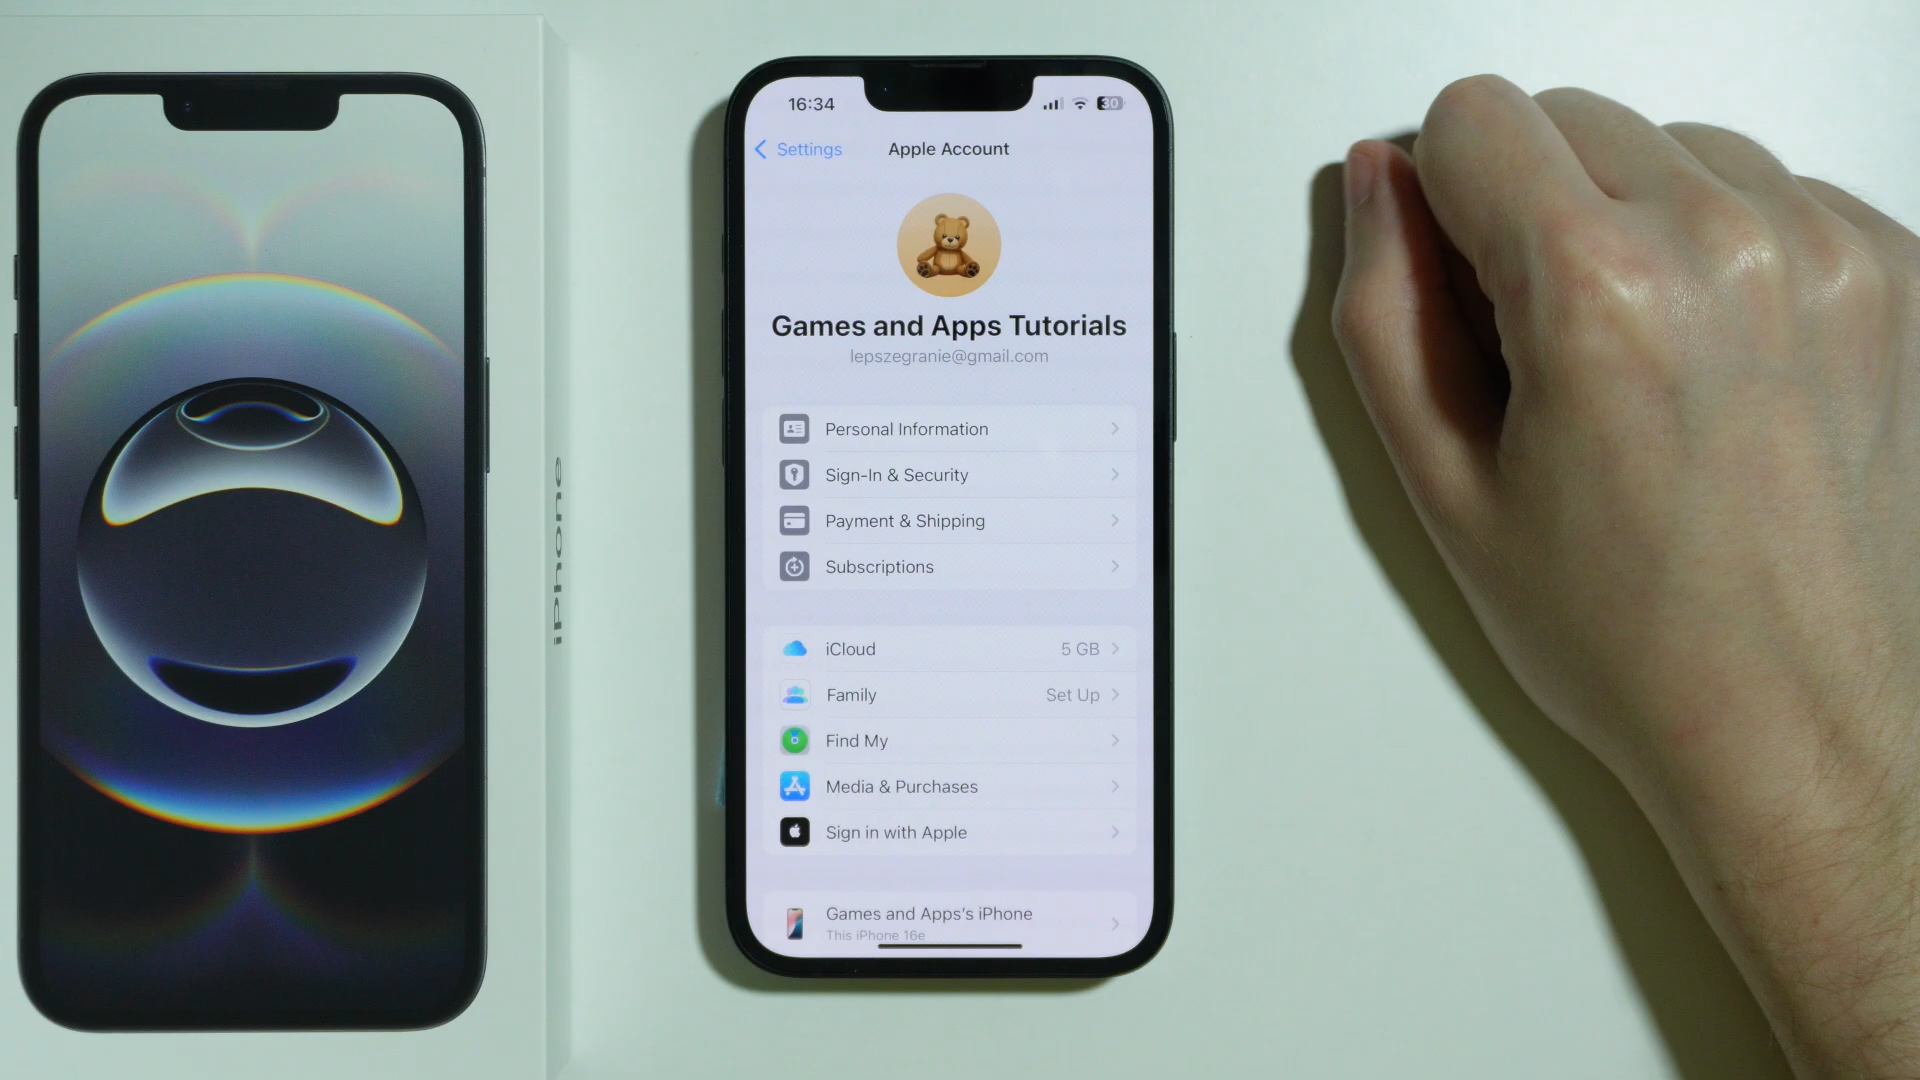 iPhone
16:34
30
Settings
Apple Account
Games and Apps Tutorials
lepszegranie@gmail.com
Personal Information
Sign-In & Security
Payment & Shipping
Subscriptions
iCloud
5 GB
Family
Set Up
Find My
Media & Purchases
Sign in with Apple
Games and Apps's iPhone
This iPhone 16e